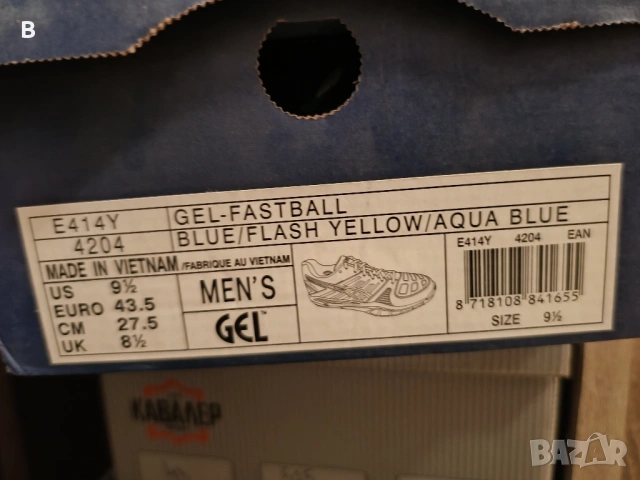 B
E414Y
GEL-FASTBALL
4204
BLUE/FLASH YELLOW/AQUA BLUE
MADE IN VIETNAM /FABRIQUE AU VIETNAM
US 9½
EURO 43.5
CM 27.5
UK 8½
MEN'S
GEL™
E414Y 4204 EAN
8 718108 841655
SIZE 9½
КАВАЛЕР
BAZAR